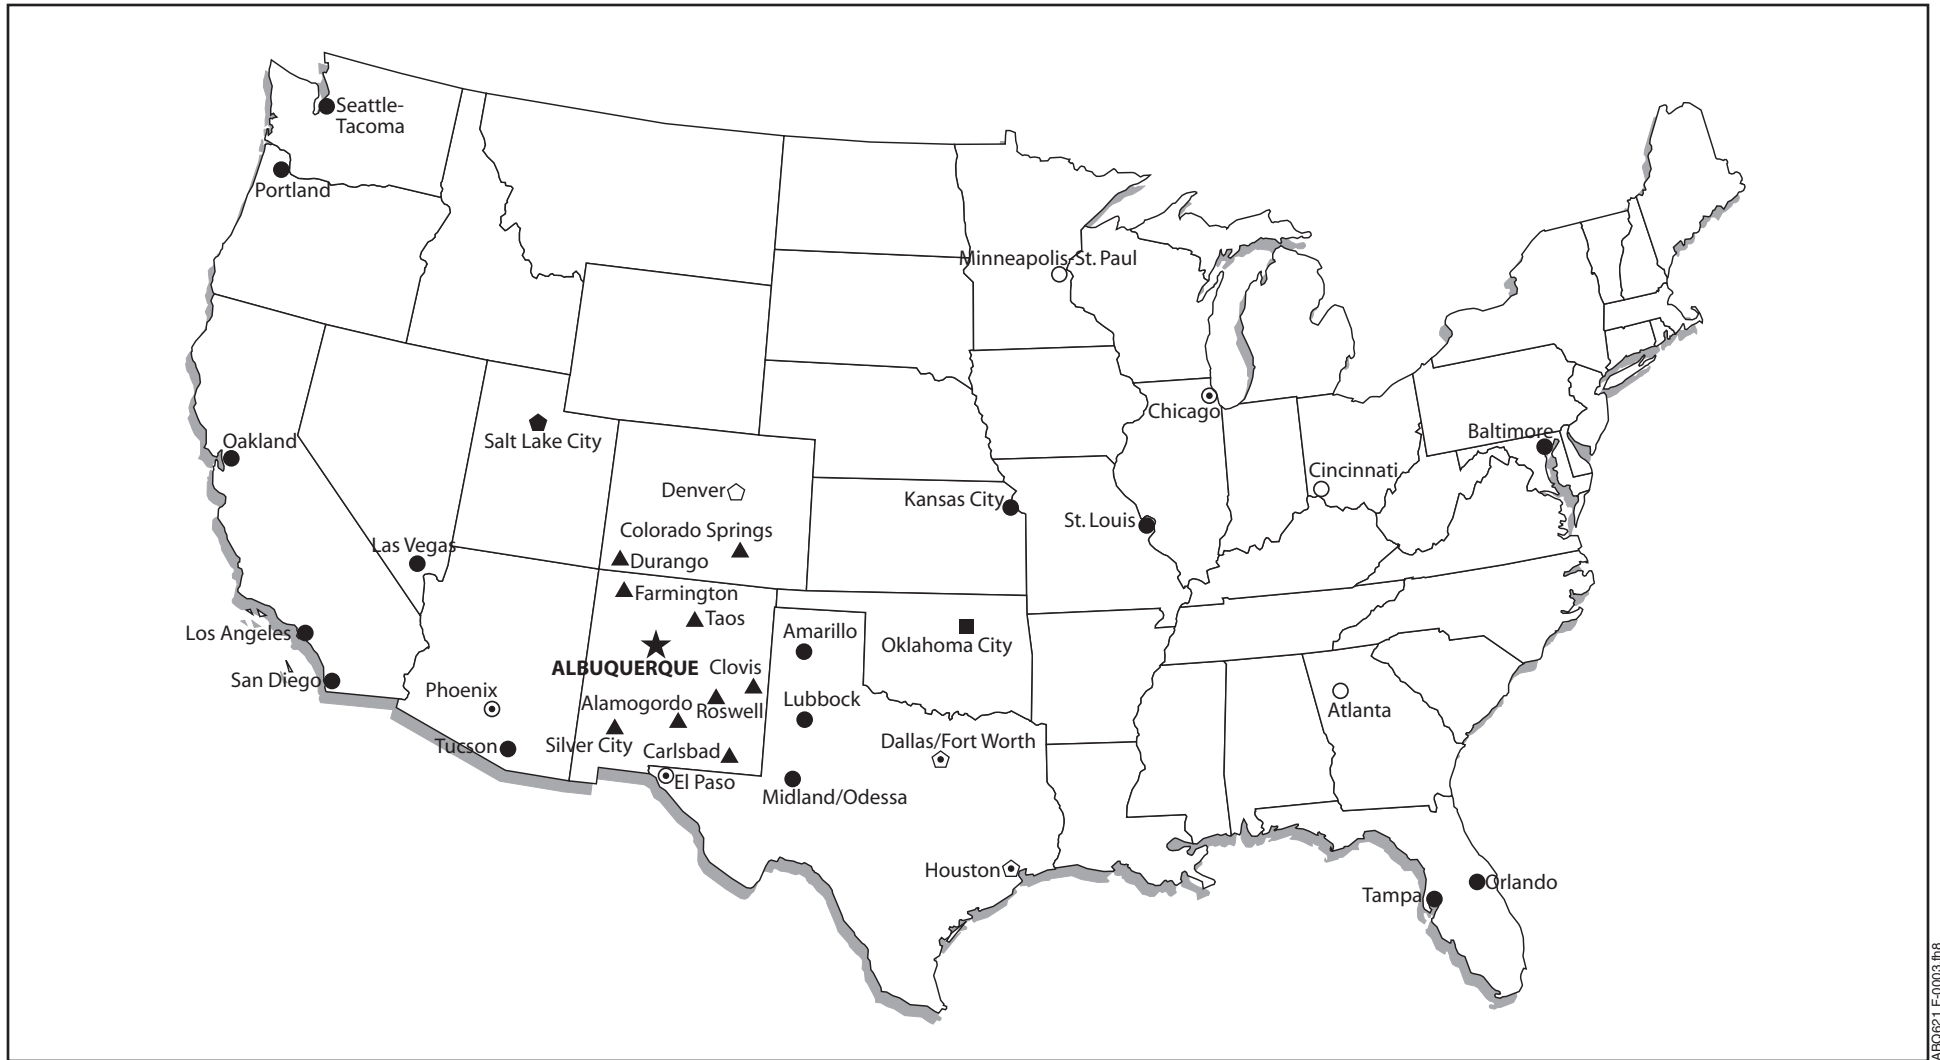 Seattle-
Tacoma
Portland
Minneapolis-St. Paul
Chicago
Baltimore
Oakland
Salt Lake City
Cincinnati
Denver
Kansas City
St. Louis
Colorado Springs
Las Vegas
Durango
Farmington
Taos
Los Angeles
Amarillo
Oklahoma City
ALBUQUERQUE
Clovis
San Diego
Phoenix
Alamogordo
Roswell
Lubbock
Atlanta
Tucson
Silver City
Carlsbad
Dallas/Fort Worth
El Paso
Midland/Odessa
Houston
Orlando
Tampa
ABQ621 F-0003.fh8